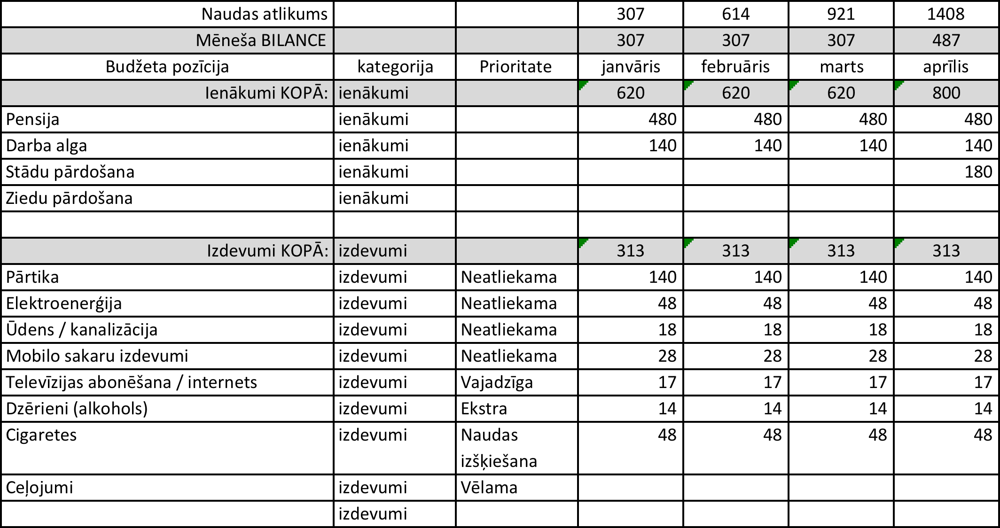 Naudas atlikums 307 614 921 1408
Mēneša BILANCE 307 307 307 487
Budžeta pozīcija kategorija Prioritate janvāris februāris marts aprīlis
Ienākumi KOPĀ: ienākumi 620 620 620 800
Pensija ienākumi 480 480 480 480
Darba alga ienākumi 140 140 140 140
Stādu pārdošana ienākumi 180
Ziedu pārdošana ienākumi
Izdevumi KOPĀ: izdevumi 313 313 313 313
Pārtika izdevumi Neatliekama 140 140 140 140
Elektroenerģija izdevumi Neatliekama 48 48 48 48
Ūdens / kanalizācija izdevumi Neatliekama 18 18 18 18
Mobilo sakaru izdevumi izdevumi Neatliekama 28 28 28 28
Televīzijas abonēšana / internets izdevumi Vajadzīga 17 17 17 17
Dzērieni (alkohols) izdevumi Ekstra 14 14 14 14
Cigaretes izdevumi Naudas 48 48 48 48
izšķiešana
Ceļojumi izdevumi Vēlama
izdevumi